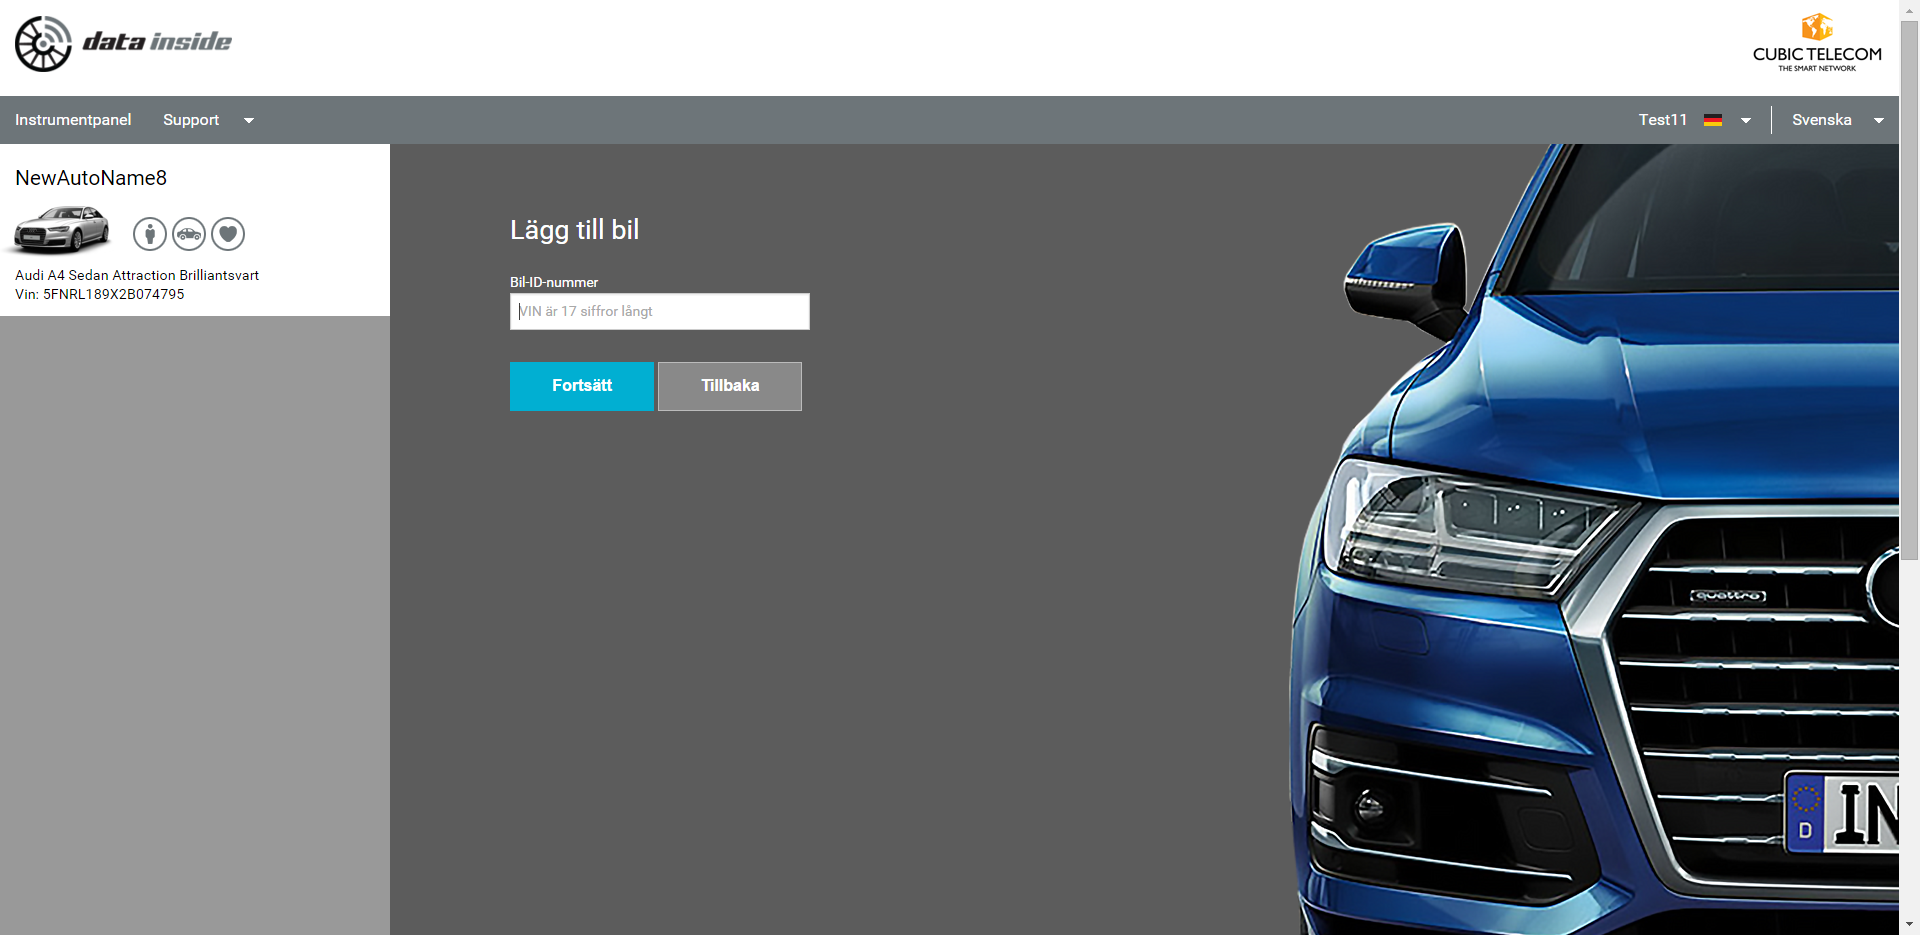 data inside
CUBIC TELECOM
THE SMART NETWORK
Instrumentpanel
Support
Test11
Svenska
NewAutoName8
Audi A4 Sedan Attraction Brilliantsvart
Vin: 5FNRL189X2B074795
Lägg till bil
Bil-ID-nummer
VIN är 17 siffror långt
Fortsätt
Tillbaka
quattro
D
IN